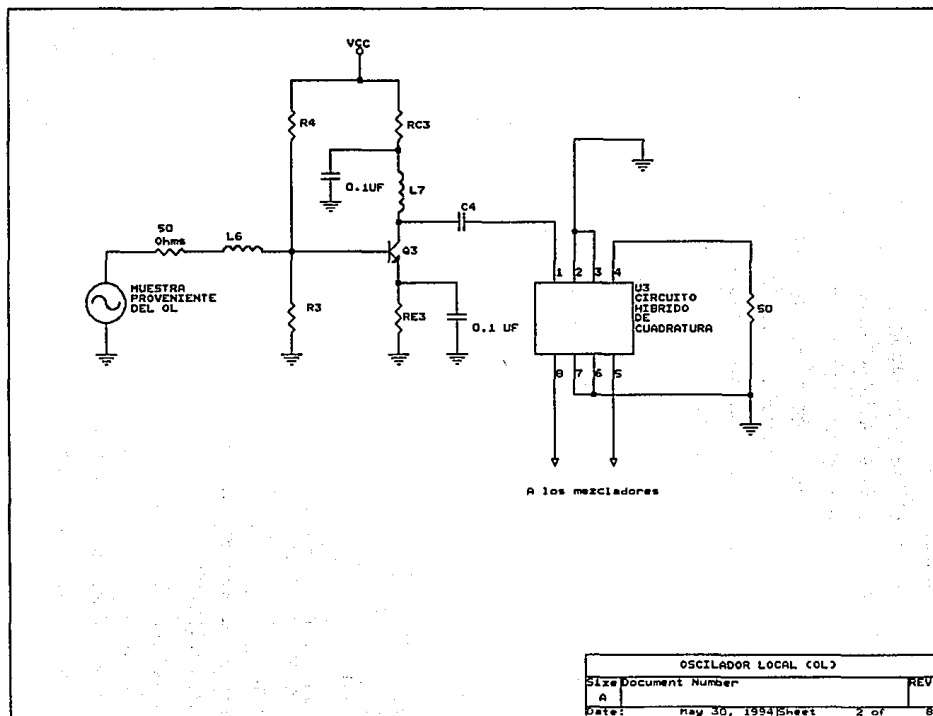 VCC
R4
RC3
0.1UF
L7
C4
50
Ohms
L6
Q3
1 2 3 4
MUESTRA
PROVENIENTE
DEL OL
R3
RE3
0.1 UF
U3
CIRCUITO
HIBRIDO
DE
CUADRATURA
50
8 7 6 5
A los mezcladores
OSCILADOR LOCAL (OL)
Size Document Number REV
A
Date: May 30, 1994 Sheet 2 of 8